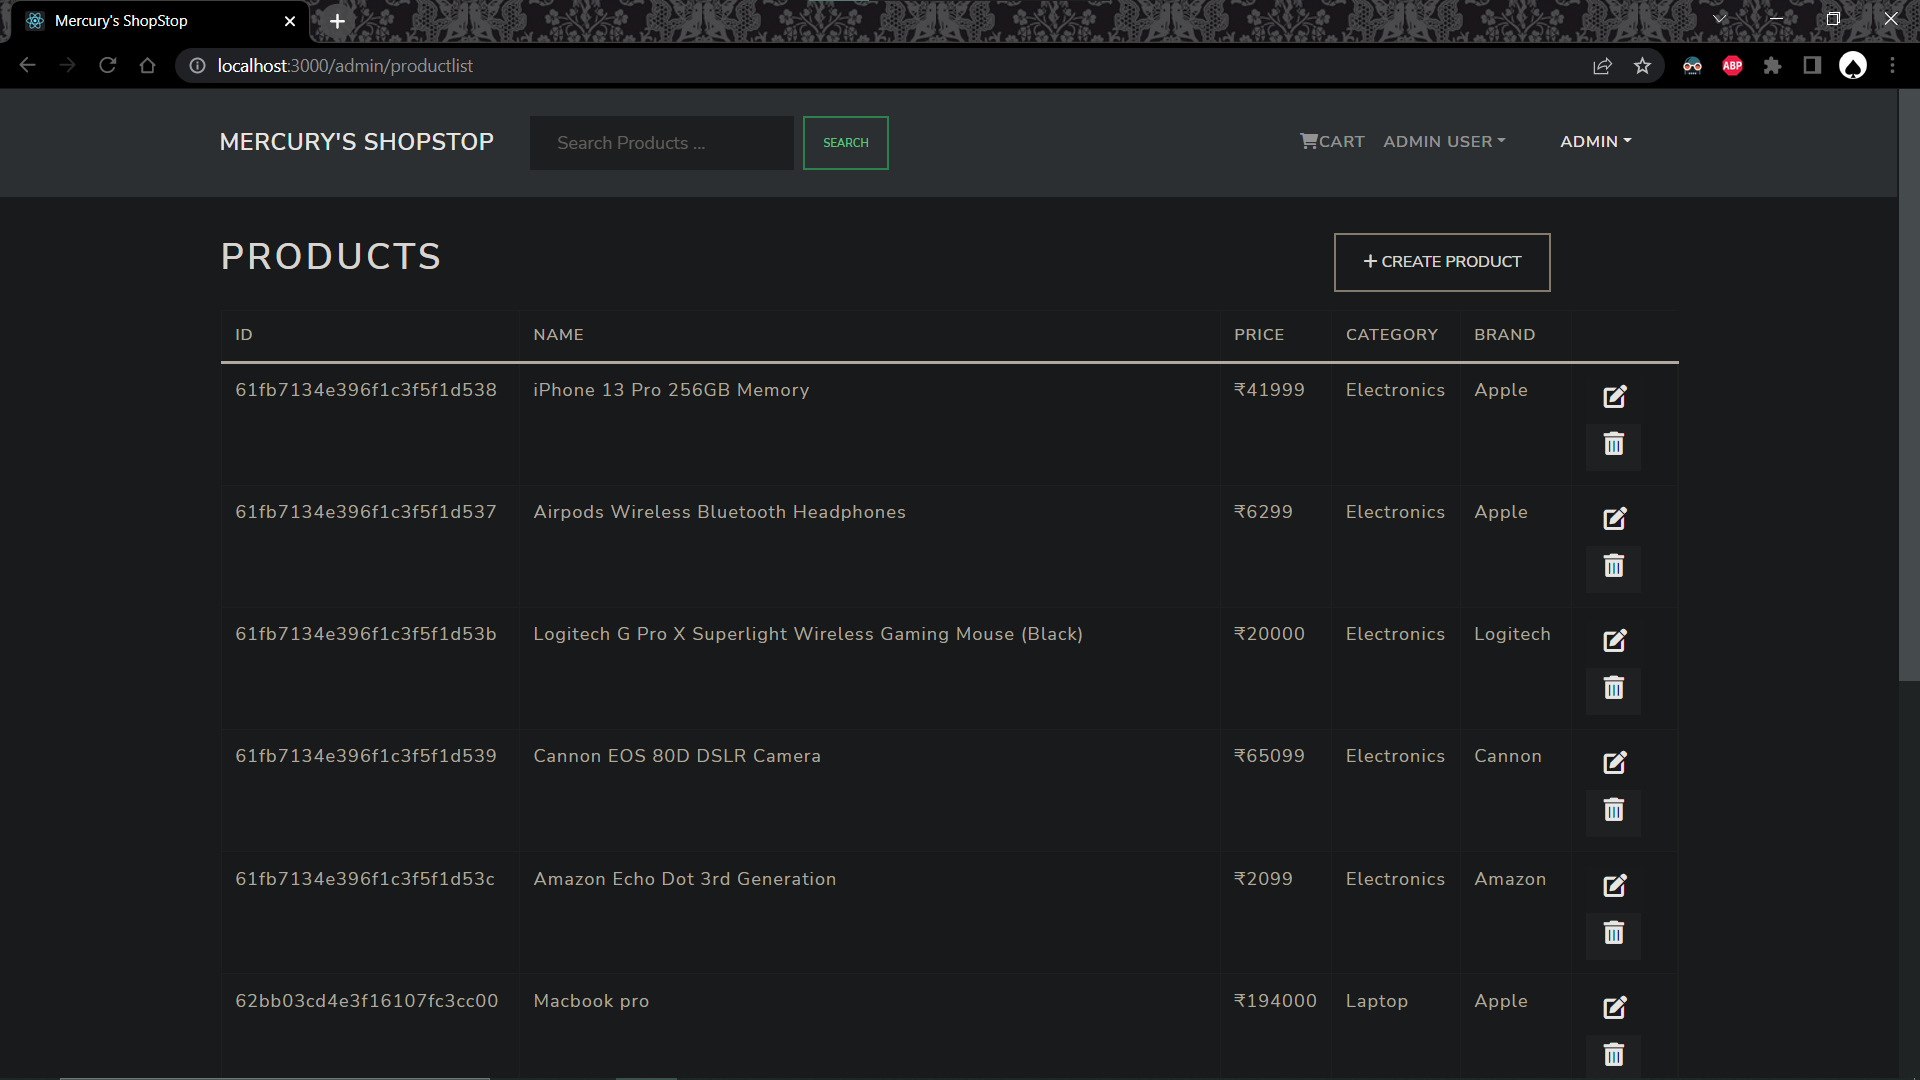 Mercury's ShopStop
localhost:3000/admin/productlist
ABP
MERCURY'S SHOPSTOP Search Products ... SEARCH CART ADMIN USER ADMIN
PRODUCTS CREATE PRODUCT
ID NAME PRICE CATEGORY BRAND
61fb7134e396f1c3f5f1d538 iPhone 13 Pro 256GB Memory ₹41999 Electronics Apple
61fb7134e396f1c3f5f1d537 Airpods Wireless Bluetooth Headphones ₹6299 Electronics Apple
61fb7134e396f1c3f5f1d53b Logitech G Pro X Superlight Wireless Gaming Mouse (Black) ₹20000 Electronics Logitech
61fb7134e396f1c3f5f1d539 Cannon EOS 80D DSLR Camera ₹65099 Electronics Cannon
61fb7134e396f1c3f5f1d53c Amazon Echo Dot 3rd Generation ₹2099 Electronics Amazon
62bb03cd4e3f16107fc3cc00 Macbook pro ₹194000 Laptop Apple